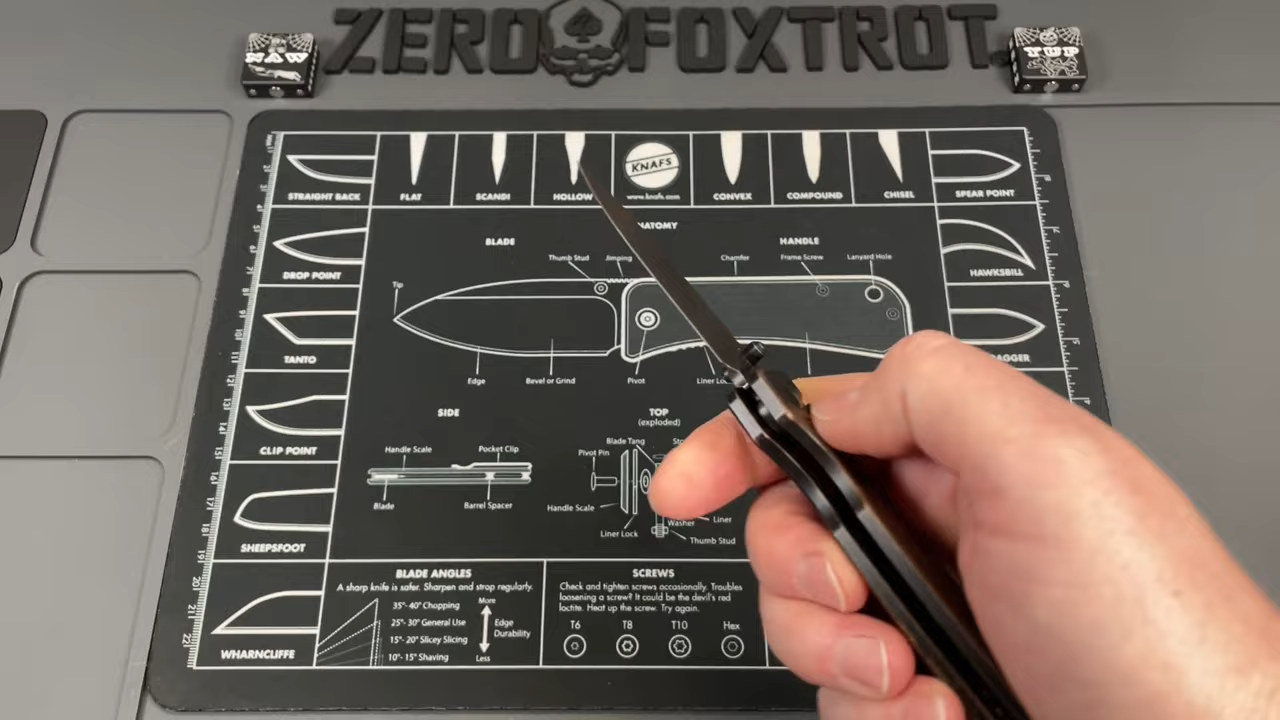 ZERO FOXTROT
NAW
YUP
STRAIGHT BACK
FLAT
SCANDI
HOLLOW
KNAFS
www.knafs.com
CONVEX
COMPOUND
CHISEL
SPEAR POINT
DROP POINT
TANTO
CLIP POINT
SHEEPSFOOT
WHARNCLIFFE
HAWKSBILL
BLADE
HANDLE
Thumb Stud
Jimping
Chamfer
Frame Screw
Lanyard Hole
Tip
Edge
Bevel or Grind
Pivot
SIDE
Handle Scale
Pocket Clip
Blade
Barrel Spacer
TOP
(exploded)
Blade Tang
Pivot Pin
Handle Scale
Liner Lock
Washer
Liner
Thumb Stud
BLADE ANGLES
A sharp knife is safer. Sharpen and strop regularly.
35°- 40° Chopping
25°- 30° General Use
15°- 20° Slicey Slicing
10°- 15° Shaving
More
Edge
Durability
Less
SCREWS
Check and tighten screws occasionally. Troubles
loosening a screw? It could be the devil's red
loctite. Heat up the screw. Try again.
T6
T8
T10
Hex